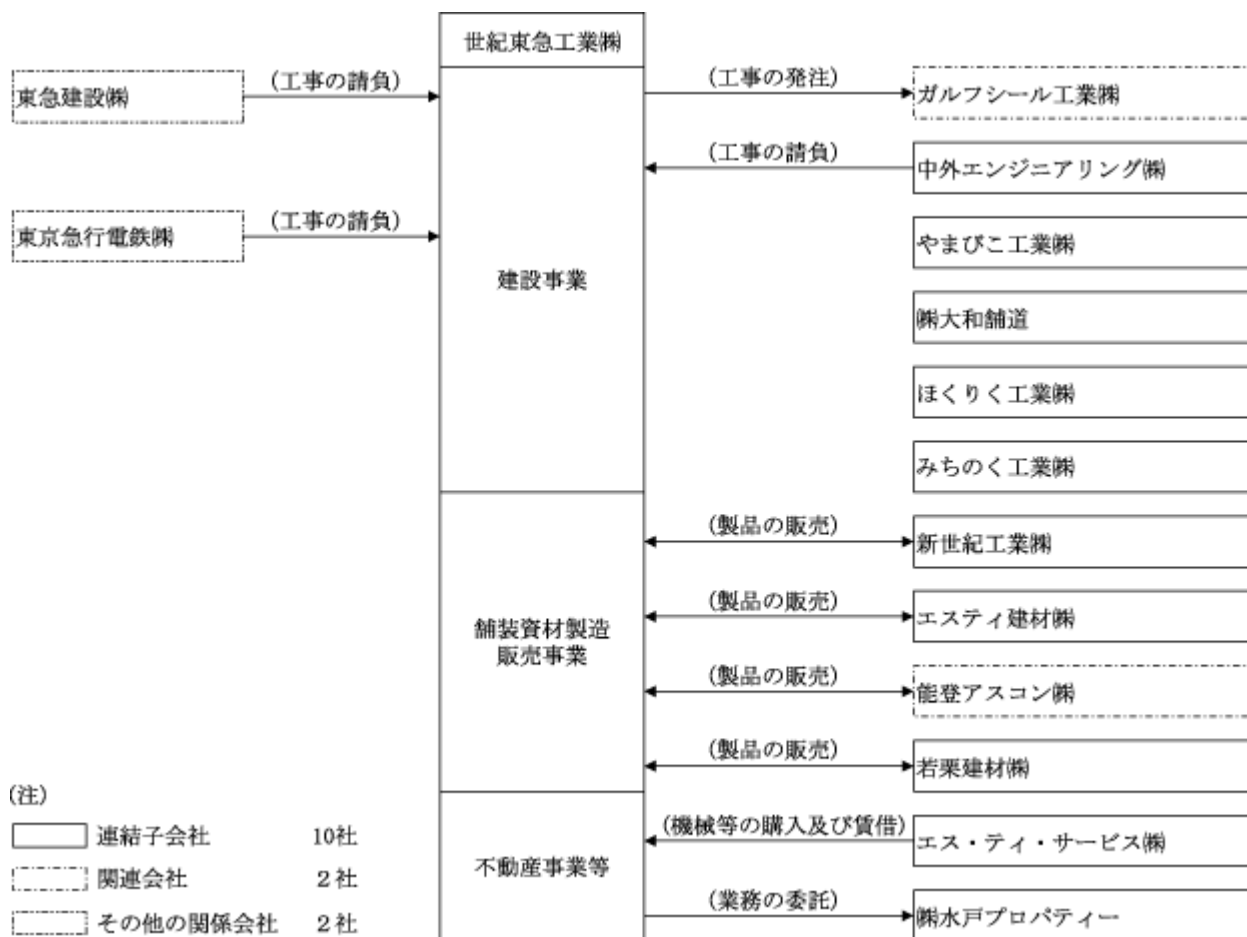 世紀東急工業㈱
東急建設㈱
(工事の請負)
東京急行電鉄㈱
(工事の請負)
建設事業
(工事の発注)
ガルフシール工業㈱
(工事の請負)
中外エンジニアリング㈱
やまびこ工業㈱
㈱大和舗道
ほくりく工業㈱
みちのく工業㈱
舗装資材製造
販売事業
(製品の販売)
新世紀工業㈱
(製品の販売)
エスティ建材㈱
(製品の販売)
能登アスコン㈱
(製品の販売)
若栗建材㈱
不動産事業等
(機械等の購入及び賃借)
エス・ティ・サービス㈱
(業務の委託)
㈱水戸プロパティー
(注)
連結子会社 10社
関連会社 2社
その他の関係会社 2社